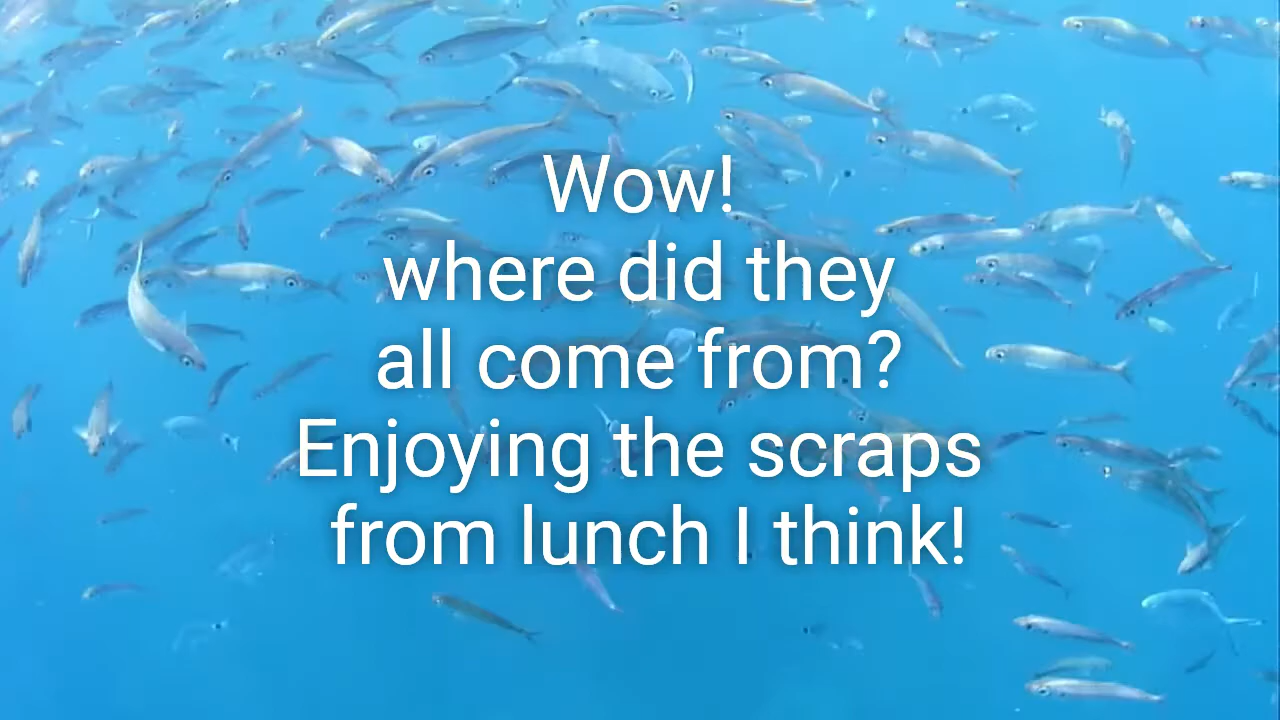 Wow!
where did they
all come from?
Enjoying the scraps
from lunch I think!